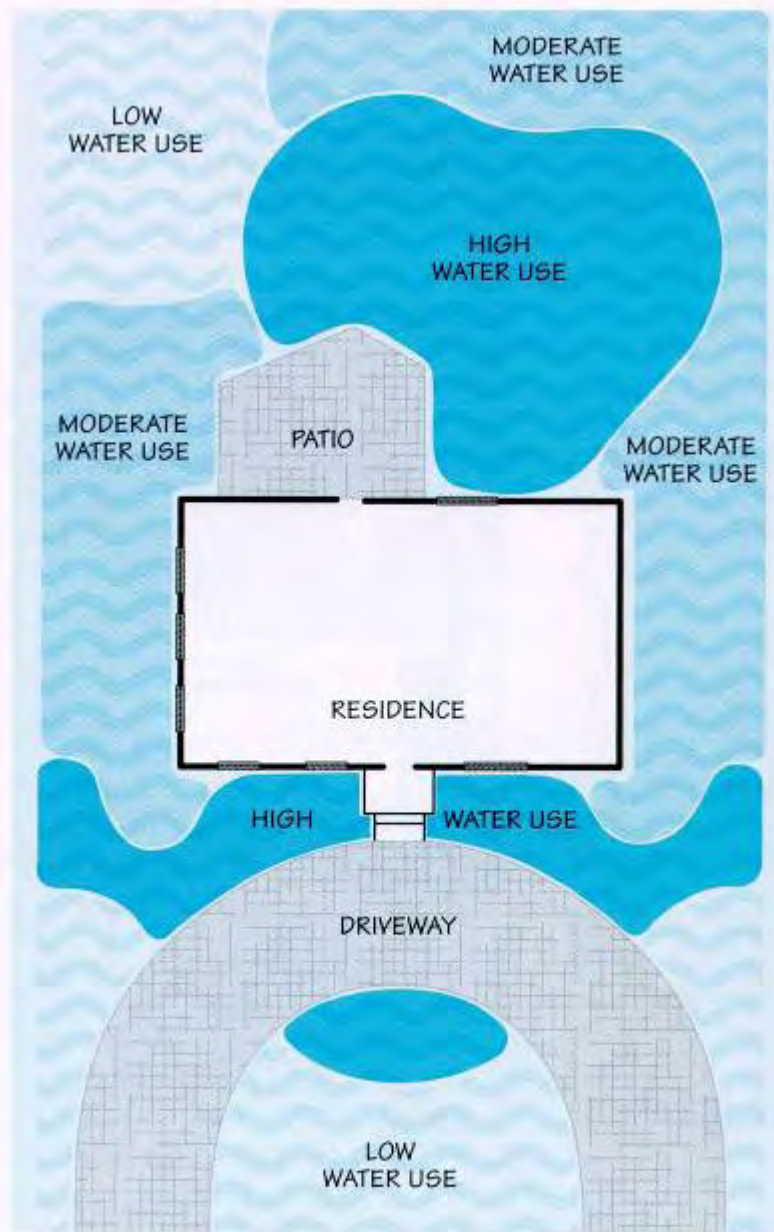 MODERATE
WATER USE
LOW
WATER USE
HIGH
WATER USE
MODERATE
WATER USE
PATIO
MODERATE
WATER USE
RESIDENCE
HIGH
WATER USE
DRIVEWAY
LOW
WATER USE